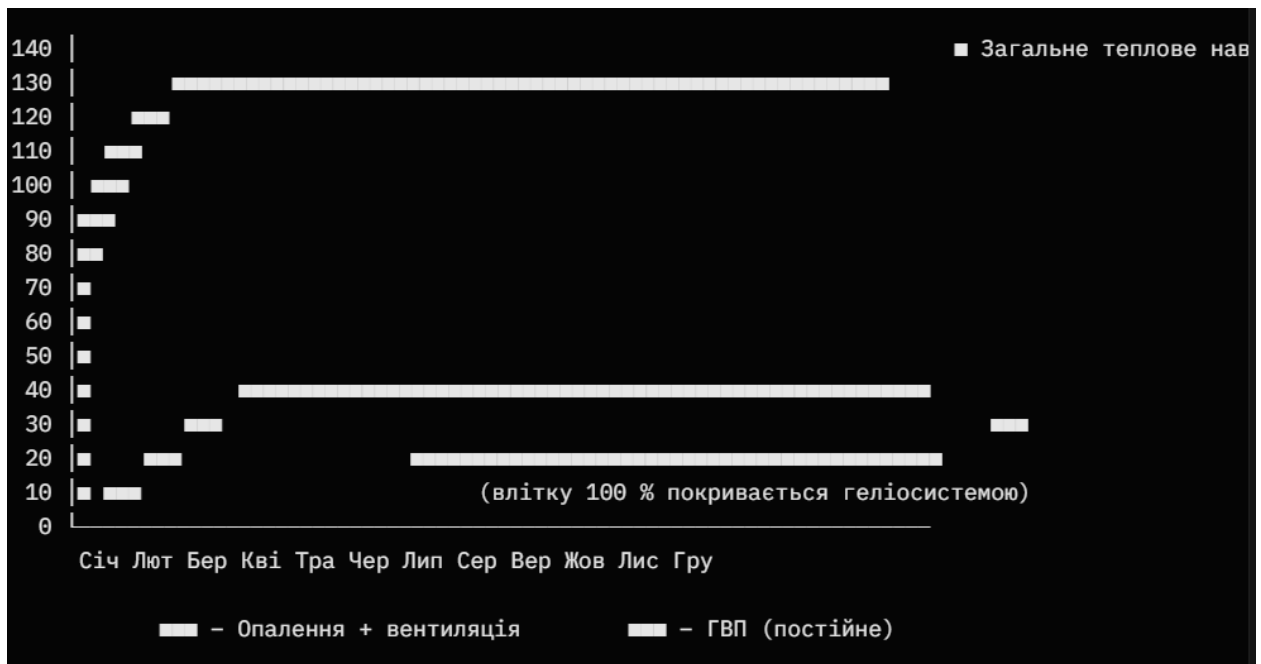 140 │ ■ Загальне теплове нав
130 │ ■■■■■■■■■■■■■■■■■■■■■■■■■■■■■■■■■■■■■■■■■■■■■■■■■■■■■
120 │ ■■■
110 │ ■■■
100 │ ■■■
90 │■■■
80 │■■
70 │■
60 │■
50 │■
40 │■ ■■■■■■■■■■■■■■■■■■■■■■■■■■■■■■■■■■■■■■■■■■■■■■■■■■■
30 │■ ■■■ ■■■
20 │■ ■■■ ■■■■■■■■■■■■■■■■■■■■■■■■■■■■■■■■■■■■■■■
10 │■ ■■■ (влітку 100 % покривається геліосистемою)
0 └───────────────────────────────────────────────────────────────
Січ Лют Бер Кві Тра Чер Лип Сер Вер Жов Лис Гру
■■■ – Опалення + вентиляція ■■■ – ГВП (постійне)